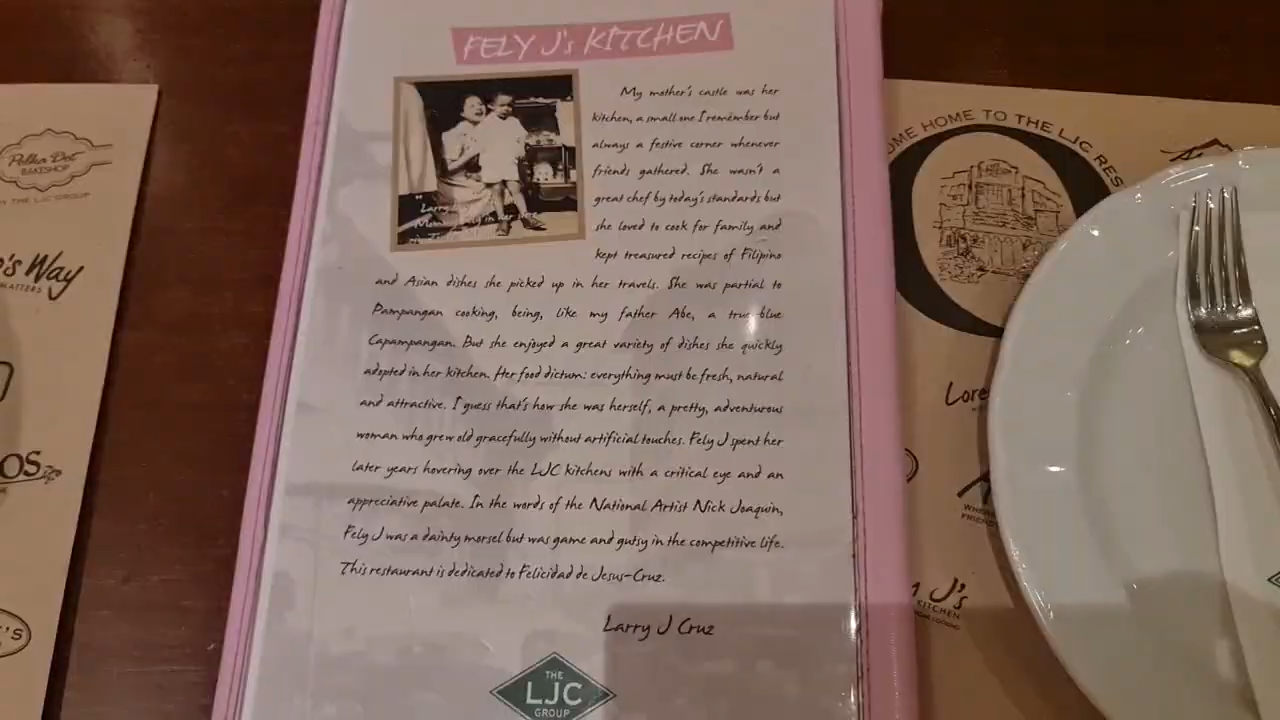 FELY J's KITCHEN
My mother's castle was her
kitchen, a small one I remember but
always a festive corner whenever
friends gathered. She wasn't a
great chef by today's standards but
she loved to cook for family and
kept treasured recipes of Filipino
and Asian dishes she picked up in her travels. She was partial to
Pampangan cooking, being, like my father Abe, a true blue
Capampangan. But she enjoyed a great variety of dishes she quickly
adopted in her kitchen. Her food dictum: everything must be fresh, natural
and attractive. I guess that's how she was herself, a pretty, adventurous
woman who grew old gracefully without artificial touches. Fely J spent her
later years hovering over the LJC kitchens with a critical eye and an
appreciative palate. In the words of the National Artist Nick Joaquin,
Fely J was a dainty morsel but was game and gutsy in the competitive life.
This restaurant is dedicated to Felicidad de Jesus-Cruz.
Larry J Cruz
THE
LJC
GROUP
Polka Dot
BAKESHOP
BY THE LJC GROUP
's Way
MATTERS
OS
'S
OME HOME TO THE LJC RES
Lore
J's
KITCHEN